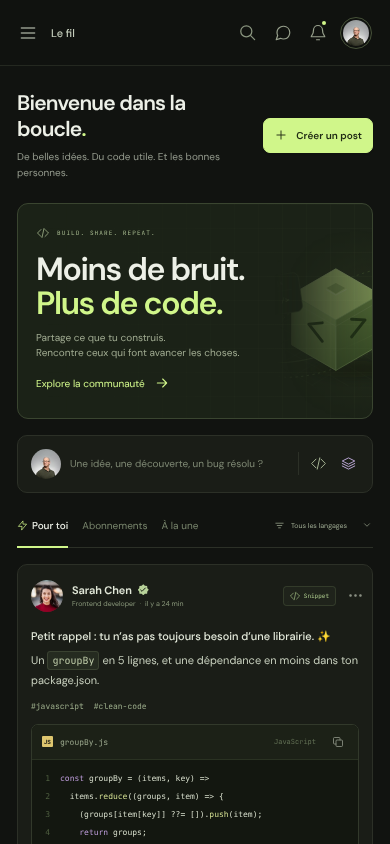 Le fil
Bienvenue dans la
boucle.
De belles idées. Du code utile. Et les bonnes
personnes.
+ Créer un post
</> BUILD. SHARE. REPEAT.
Moins de bruit.
Plus de code.
Partage ce que tu construis.
Rencontre ceux qui font avancer les choses.
Explore la communauté →
Une idée, une découverte, un bug résolu ?
Pour toi Abonnements À la une Tous les langages
Sarah Chen
Frontend developer · il y a 24 min
</> Snippet
Petit rappel : tu n’as pas toujours besoin d’une librairie. ✨
Un groupBy en 5 lignes, et une dépendance en moins dans ton
package.json.
#javascript #clean-code
JS groupBy.js JavaScript
1 const groupBy = (items, key) =>
2 items.reduce((groups, item) => {
3 (groups[item[key]] ??= []).push(item);
4 return groups;